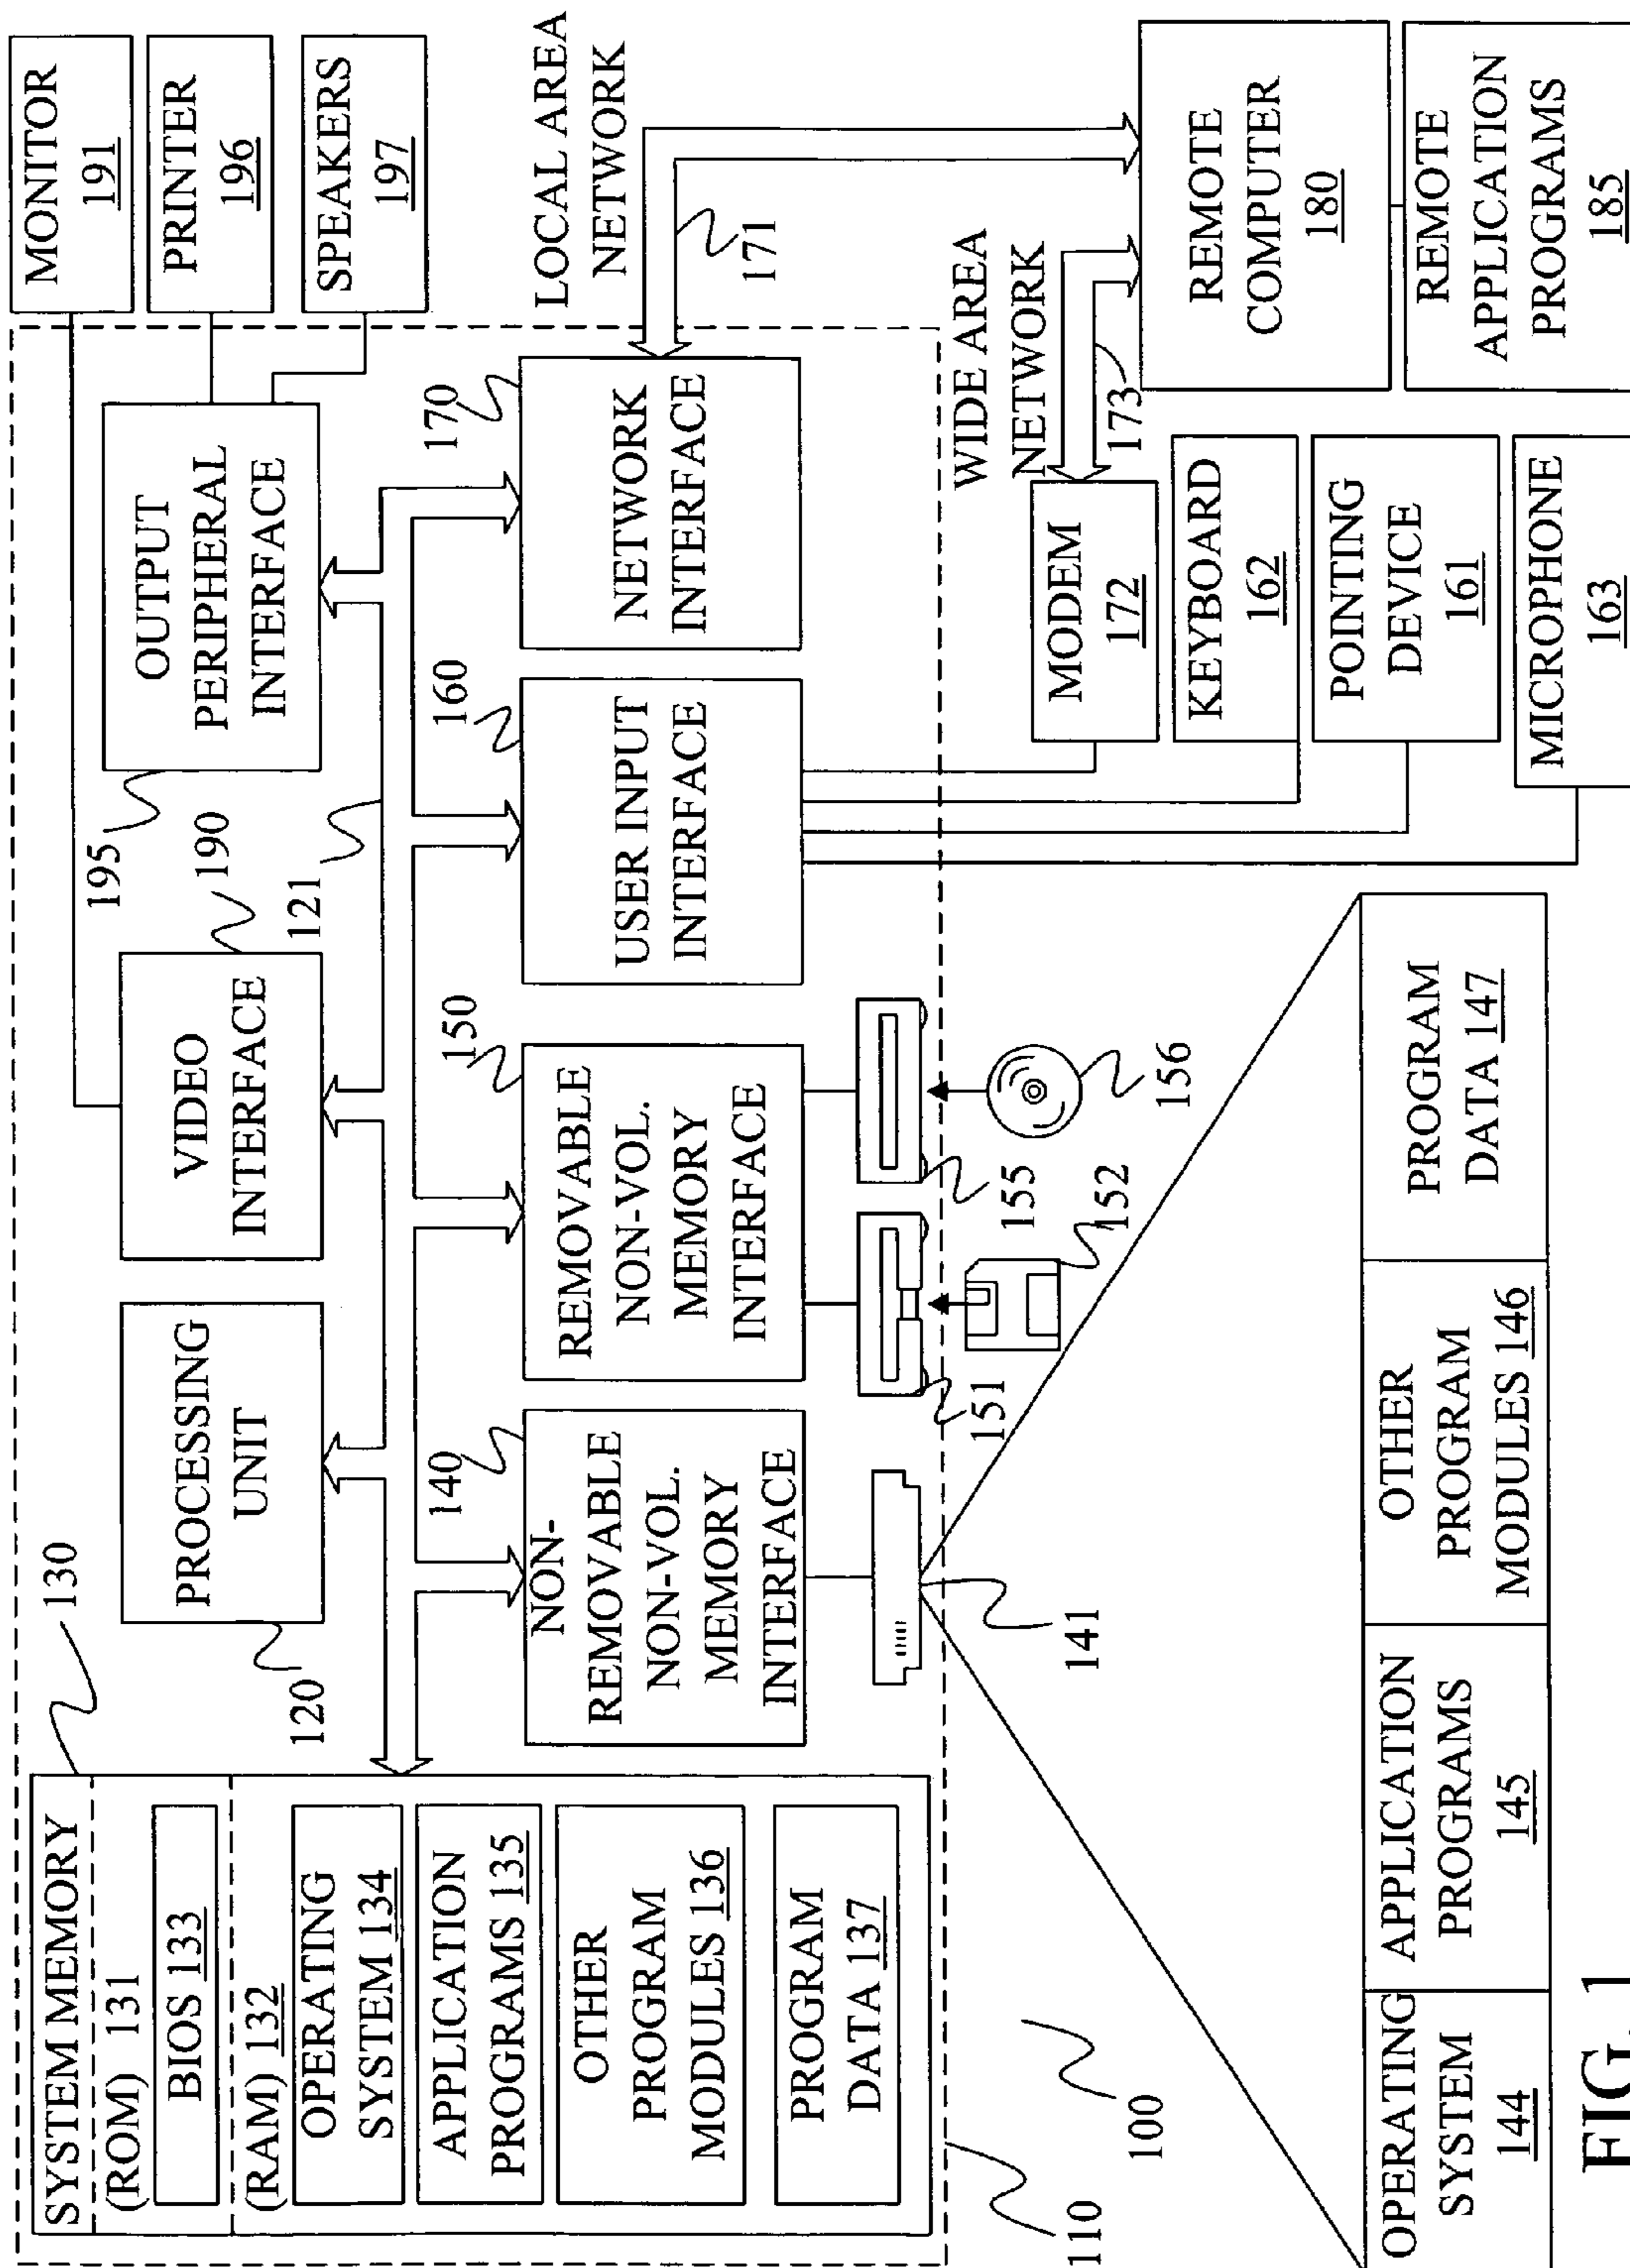 SYSTEM MEMORY
(ROM) 131
BIOS 133
(RAM) 132
OPERATING
SYSTEM 134
APPLICATION
PROGRAMS 135
OTHER
PROGRAM
MODULES 136
PROGRAM
DATA 137
130
PROCESSING
UNIT
120
VIDEO
INTERFACE
190
121
OUTPUT
PERIPHERAL
INTERFACE
195
MONITOR
191
PRINTER
196
SPEAKERS
197
NON-
REMOVABLE
NON-VOL.
MEMORY
INTERFACE
140
REMOVABLE
NON-VOL.
MEMORY
INTERFACE
150
USER INPUT
INTERFACE
160
NETWORK
INTERFACE
170
LOCAL AREA
NETWORK
171
WIDE AREA
NETWORK
173
141
151
152
155
156
MODEM
172
KEYBOARD
162
POINTING
DEVICE
161
MICROPHONE
163
REMOTE
COMPUTER
180
REMOTE
APPLICATION
PROGRAMS
185
110
100
OPERATING
SYSTEM
144
APPLICATION
PROGRAMS
145
OTHER
PROGRAM
MODULES 146
PROGRAM
DATA 147
FIG. 1